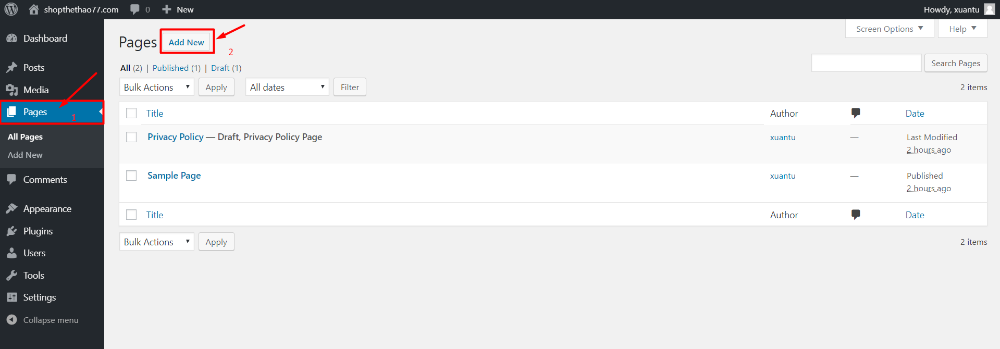 shopthethao77.com 0 New Howdy, xuantu
Dashboard
Posts
Media
Pages 1
All Pages
Add New
Comments
Appearance
Plugins
Users
Tools
Settings
Collapse menu
Screen Options Help
Pages Add New 2
All (2) | Published (1) | Draft (1)
Search Pages
Bulk Actions Apply All dates Filter 2 items
Title Author Date
Privacy Policy — Draft, Privacy Policy Page xuantu — Last Modified
2 hours ago
Sample Page xuantu — Published
2 hours ago
Title Author Date
Bulk Actions Apply 2 items